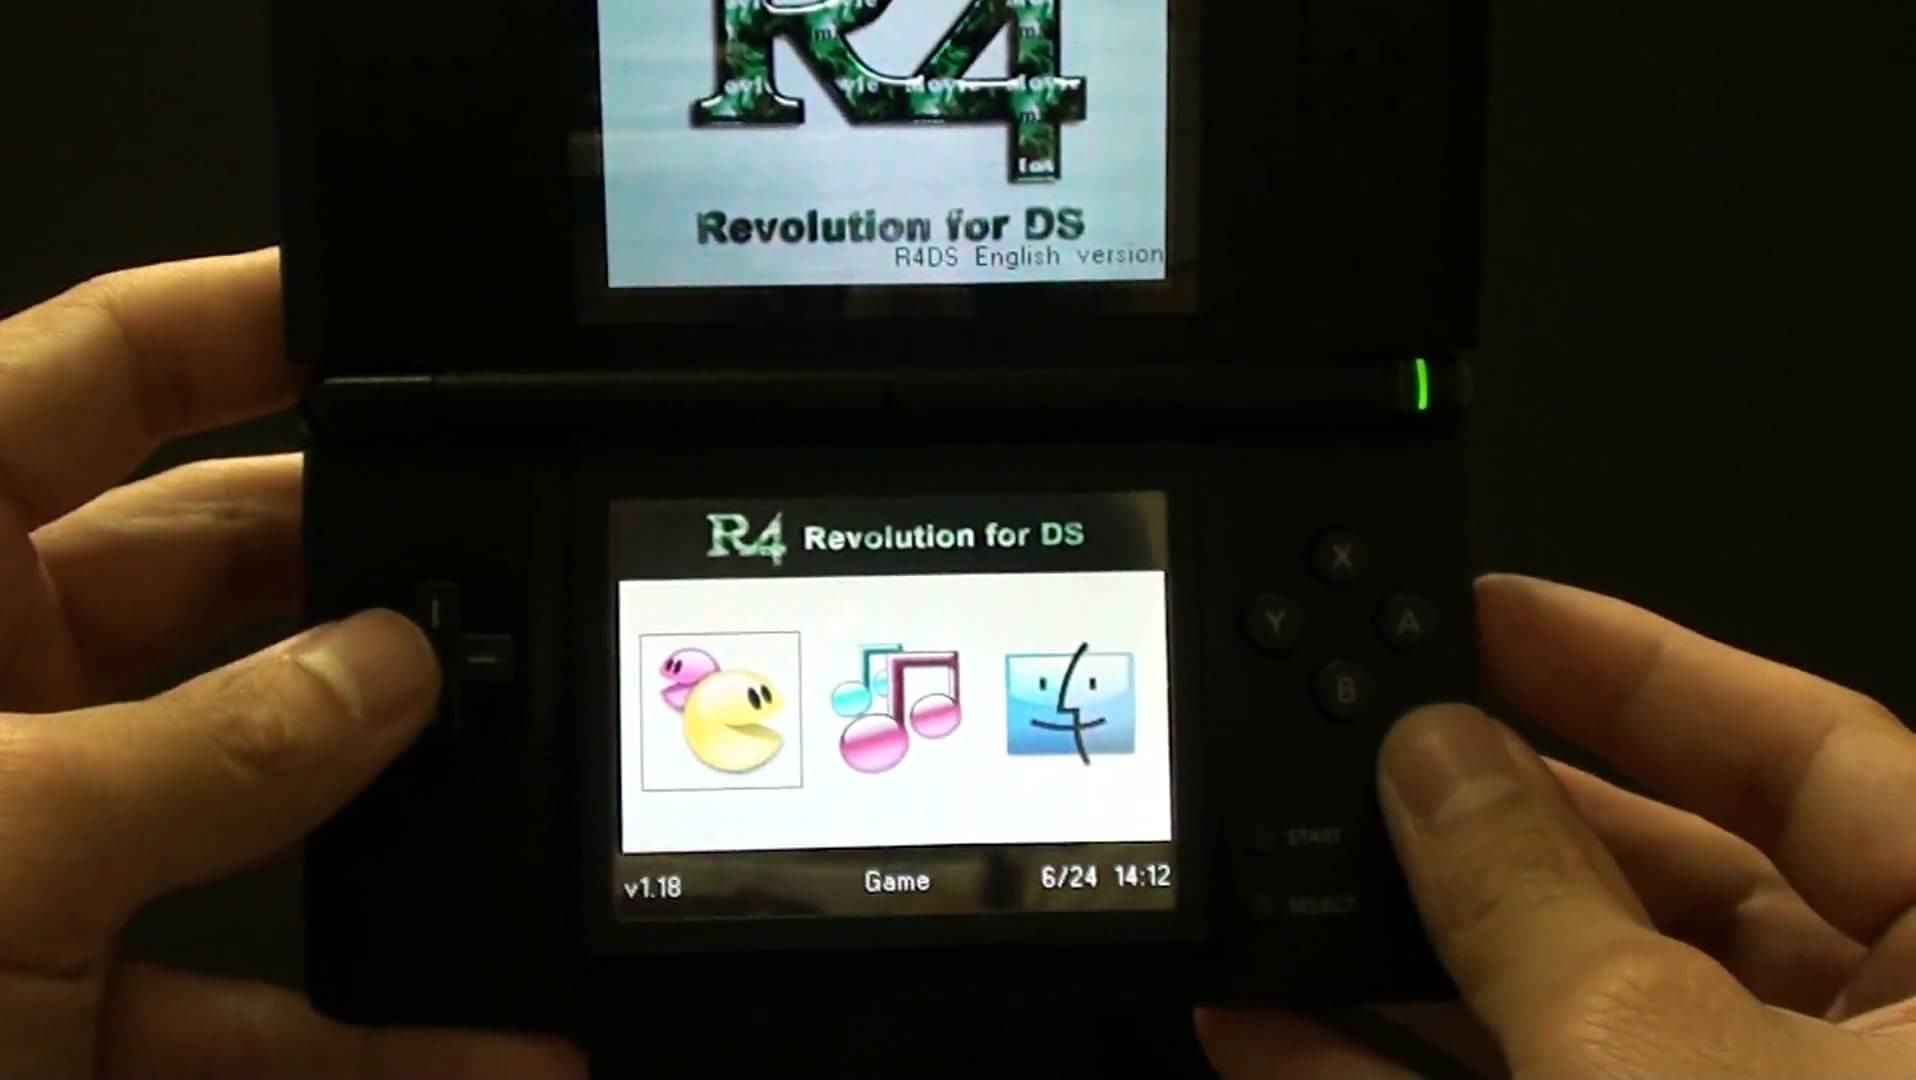 R4
Revolution for DS
R4DS English version
R4 Revolution for DS
X
Y
A
B
v1.18
Game
6/24 14:12
START
SELECT